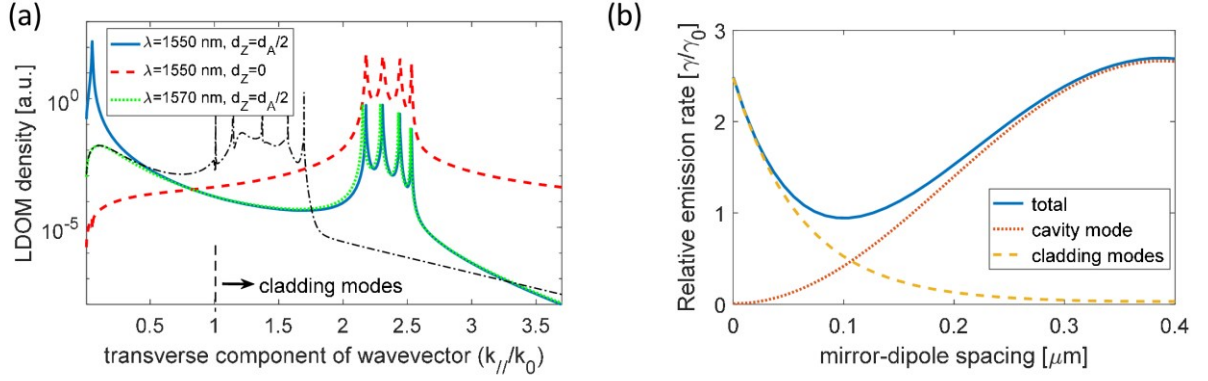 (a)
λ=1550 nm, d_Z=d_A/2
λ=1550 nm, d_Z=0
λ=1570 nm, d_Z=d_A/2
LDOM density [a.u.]
10^0
10^-5
cladding modes
0.5 1 1.5 2 2.5 3 3.5
transverse component of wavevector (k_///k_0)
(b)
Relative emission rate [γ/γ_0]
3
2
1
0
total
cavity mode
cladding modes
0 0.1 0.2 0.3 0.4
mirror-dipole spacing [μm]